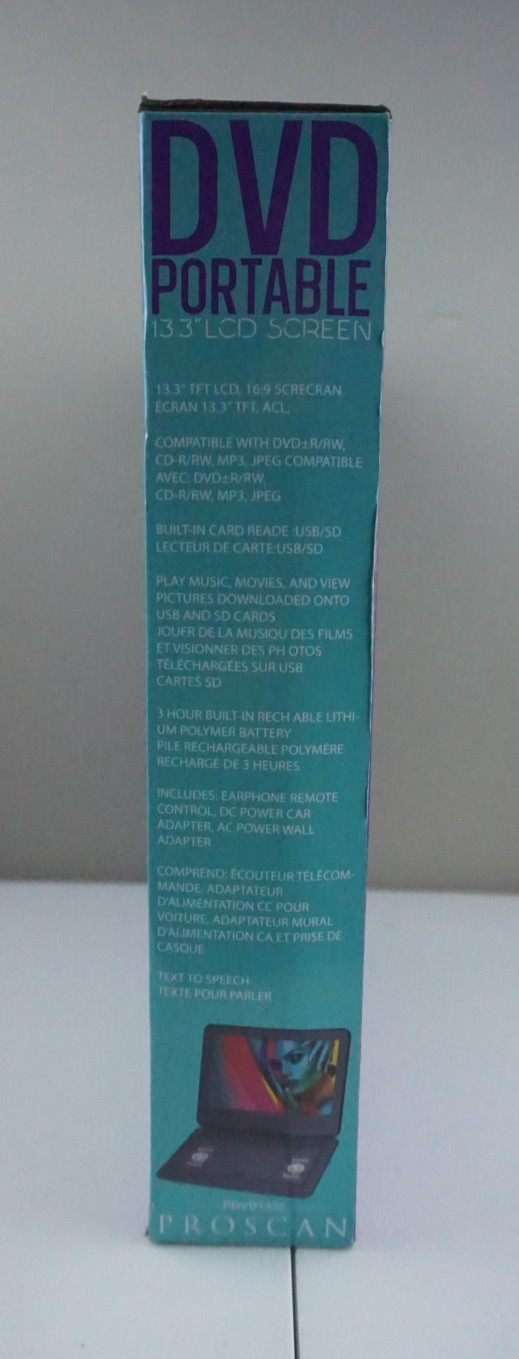 DVD
PORTABLE
13.3" LCD SCREEN
13.3" TFT LCD, 16:9 SCRECRAN
ÉCRAN 13.3" TFT, ACL,
COMPATIBLE WITH DVD±R/RW,
CD-R/RW, MP3, JPEG COMPATIBLE
AVEC: DVD±R/RW,
CD-R/RW, MP3, JPEG
BUILT-IN CARD READE :USB/SD
LECTEUR DE CARTE:USB/SD
PLAY MUSIC, MOVIES, AND VIEW
PICTURES DOWNLOADED ONTO
USB AND SD CARDS
JOUER DE LA MUSIQU DES FILMS
ET VISIONNER DES PH OTOS
TÉLÉCHARGÉES SUR USB
CARTES SD
3 HOUR BUILT IN RECH ABLE LITHI-
UM POLYMER BATTERY
PILE RECHARGEABLE POLYMÈRE
RECHARGE DE 3 HEURES
INCLUDES: EARPHONE REMOTE
CONTROL, DC POWER CAR
ADAPTER, AC POWER WALL
ADAPTER
COMPREND: ÉCOUTEUR TÉLÉCOM-
MANDE, ADAPTATEUR
D'ALIMENTATION CC POUR
VOITURE, ADAPTATEUR MURAL
D'ALIMENTATION CA ET PRISE DE
CASQUE
TEXT TO SPEECH
TEXTE POUR PARLER
PROSCAN